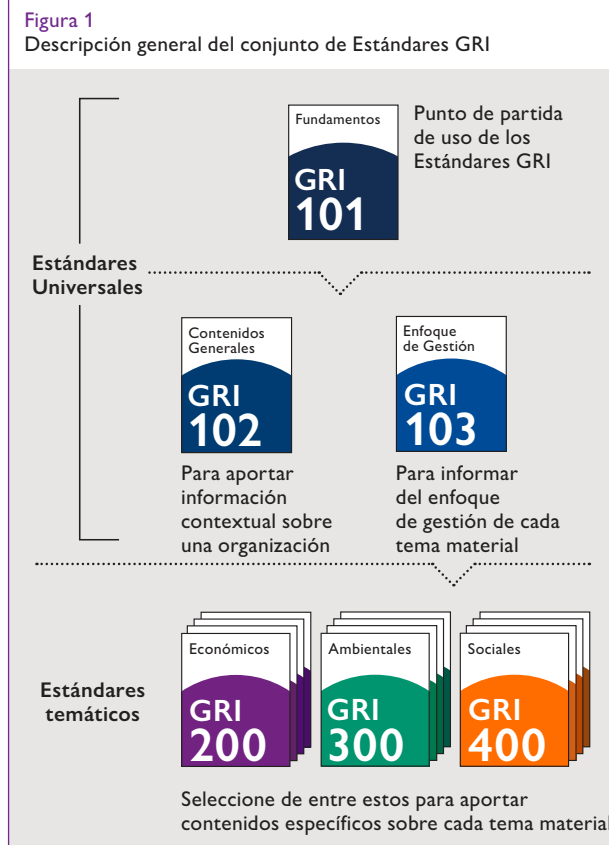 Figura 1
Descripción general del conjunto de Estándares GRI
Fundamentos
GRI
101
Punto de partida
de uso de los
Estándares GRI
Estándares
Universales
Contenidos
Generales
GRI
102
Para aportar
información
contextual sobre
una organización
Enfoque
de Gestión
GRI
103
Para informar
del enfoque
de gestión de cada
tema material
Estándares
temáticos
Económicos
GRI
200
Ambientales
GRI
300
Sociales
GRI
400
Seleccione de entre estos para aportar
contenidos específicos sobre cada tema material